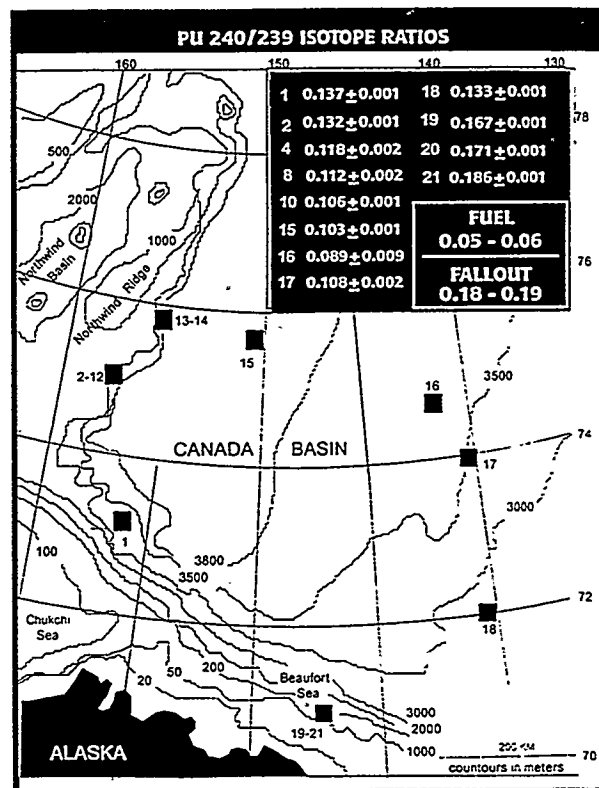 PU 240/239 ISOTOPE RATIOS
160
150
140
130
1 0.137±0.001
2 0.132±0.001
4 0.118±0.002
8 0.112±0.002
10 0.106±0.001
15 0.103±0.001
16 0.089±0.009
17 0.108±0.002
18 0.133±0.001
19 0.167±0.001
20 0.171±0.001
21 0.186±0.001
FUEL
0.05 - 0.06
FALLOUT
0.18 - 0.19
78
500
2000
1000
Northwind
Basin
Northwind Ridge
76
13-14
15
2-12
16
3500
74
CANADA BASIN
17
3000
1
100
3800
3500
72
Chukchi
Sea
18
200
50
20
Beaufort
Sea
3000
2000
1000
19-21
ALASKA
200 KM
countours in meters
70